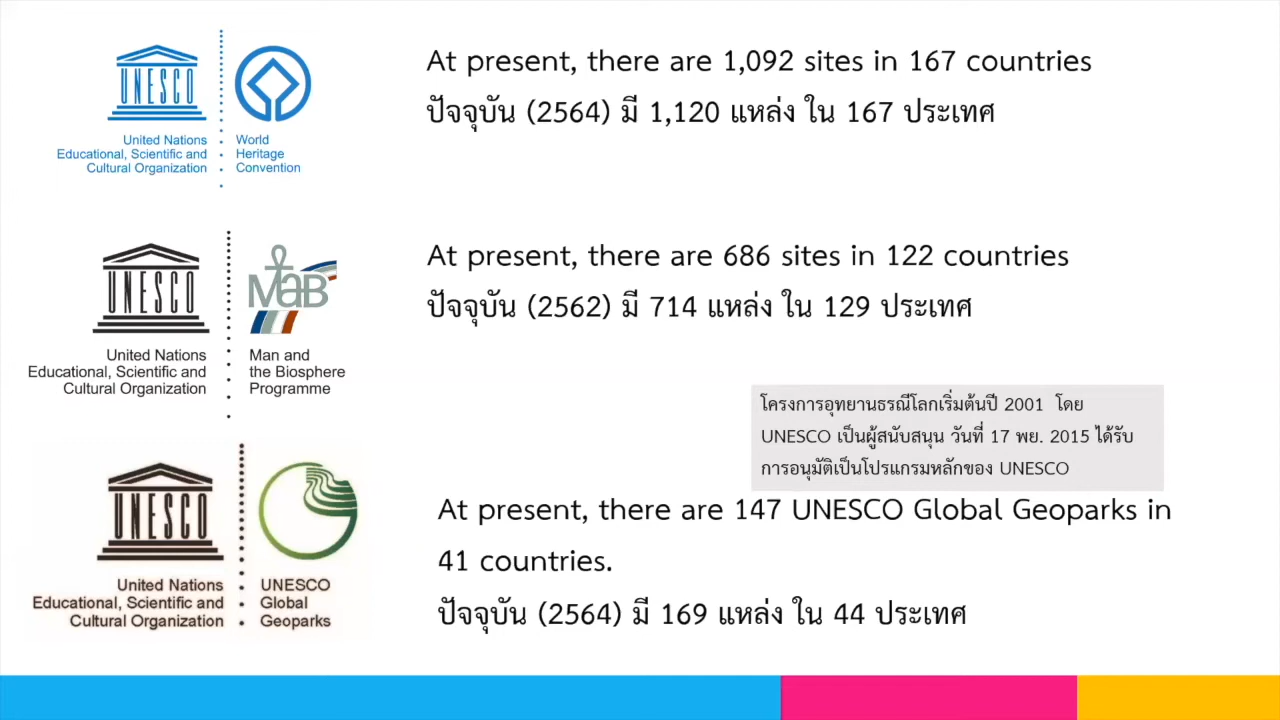 UNESCO
United Nations
Educational, Scientific and
Cultural Organization
World
Heritage
Convention
At present, there are 1,092 sites in 167 countries
ปัจจุบัน (2564) มี 1,120 แหล่ง ใน 167 ประเทศ
UNESCO
MaB
United Nations
Educational, Scientific and
Cultural Organization
Man and
the Biosphere
Programme
At present, there are 686 sites in 122 countries
ปัจจุบัน (2562) มี 714 แหล่ง ใน 129 ประเทศ
โครงการอุทยานธรณีโลกเริ่มต้นปี 2001 โดย
UNESCO เป็นผู้สนับสนุน วันที่ 17 พย. 2015 ได้รับ
การอนุมัติเป็นโปรแกรมหลักของ UNESCO
UNESCO
United Nations
Educational, Scientific and
Cultural Organization
UNESCO
Global
Geoparks
At present, there are 147 UNESCO Global Geoparks in
41 countries.
ปัจจุบัน (2564) มี 169 แหล่ง ใน 44 ประเทศ